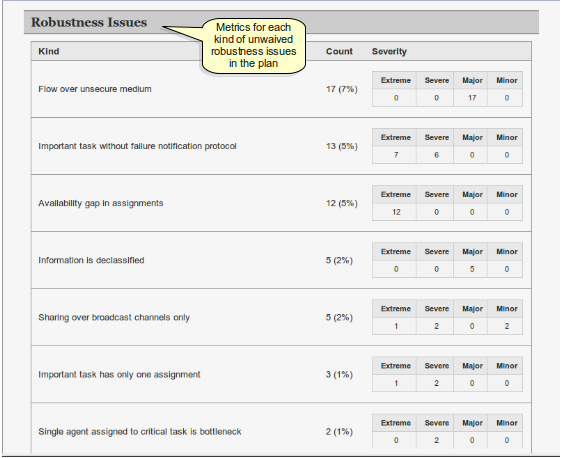 Robustness Issues
Metrics for each
kind of unwaived
robustness issues
in the plan
Kind Count Severity
Extreme Severe Major Minor
Flow over unsecure medium 17 (7%)
0 0 17 0
Extreme Severe Major Minor
Important task without failure notification protocol 13 (5%)
7 6 0 0
Extreme Severe Major Minor
Availability gap in assignments 12 (5%)
12 0 0 0
Extreme Severe Major Minor
Information is declassified 5 (2%)
0 0 5 0
Extreme Severe Major Minor
Sharing over broadcast channels only 5 (2%)
1 2 0 2
Extreme Severe Major Minor
Important task has only one assignment 3 (1%)
1 2 0 0
Extreme Severe Major Minor
Single agent assigned to critical task is bottleneck 2 (1%)
0 2 0 0